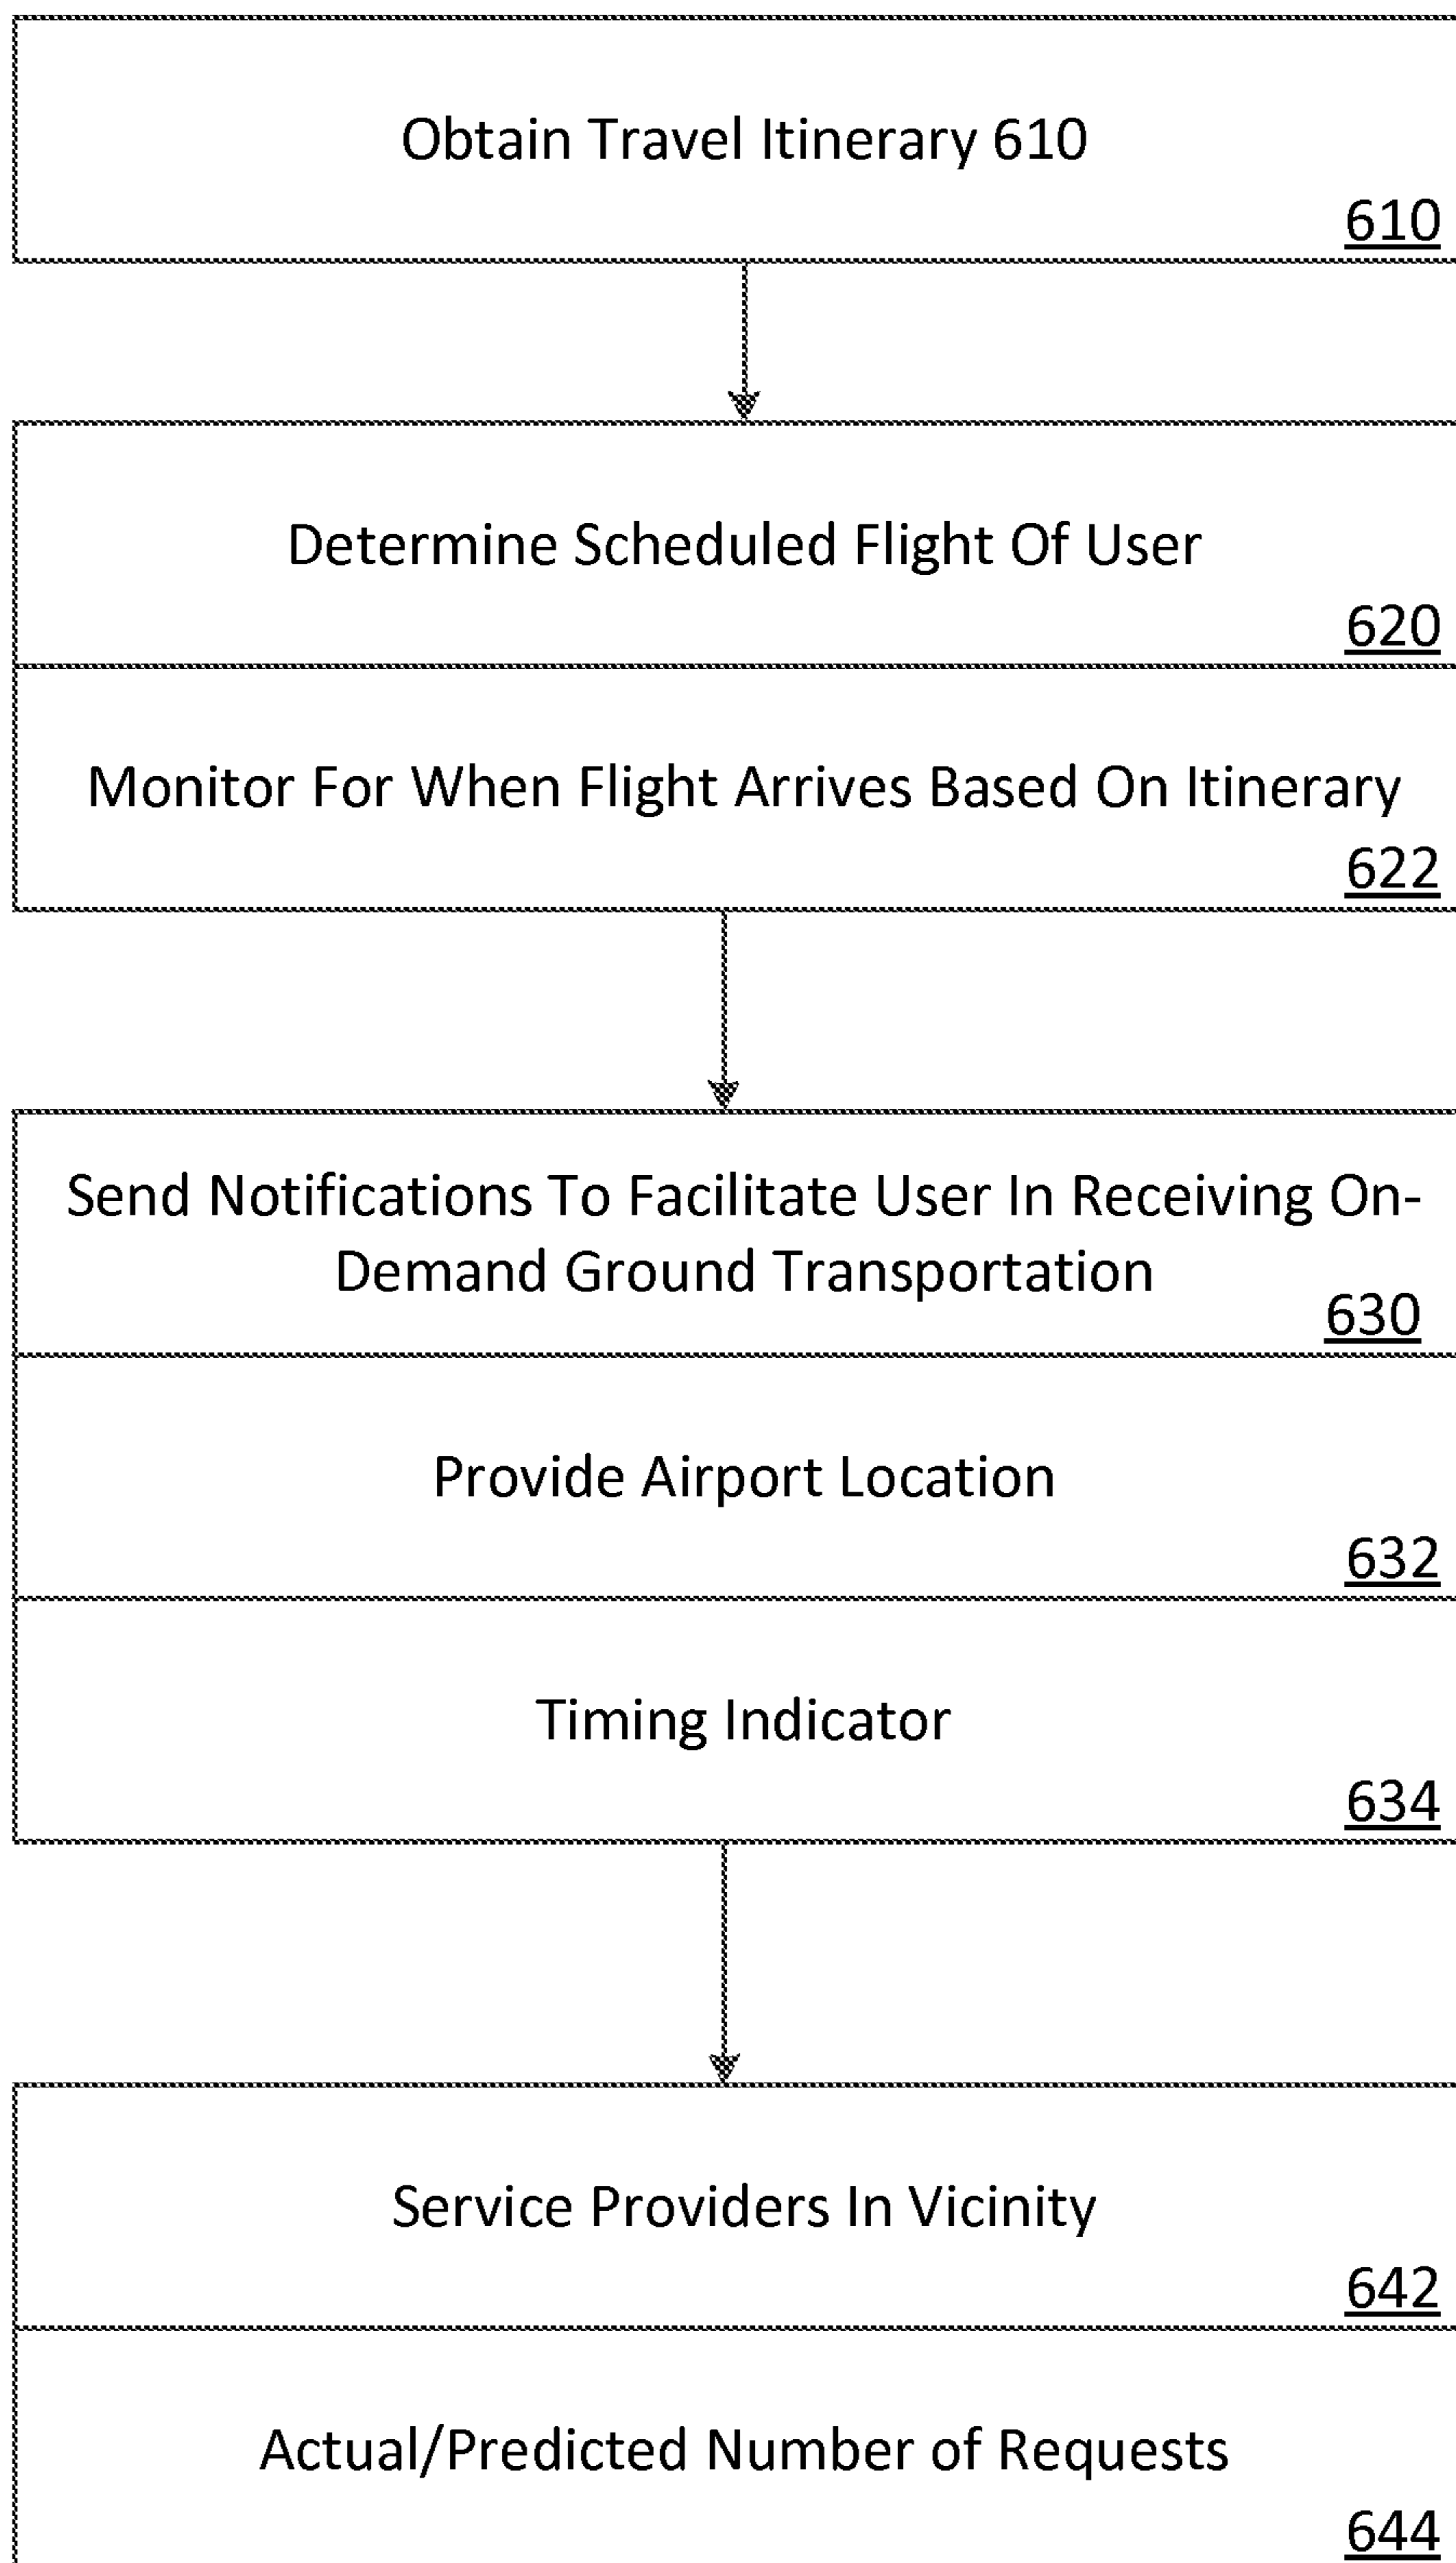 Obtain Travel Itinerary 610
610
Determine Scheduled Flight Of User
620
Monitor For When Flight Arrives Based On Itinerary
622
Send Notifications To Facilitate User In Receiving On-
Demand Ground Transportation
630
Provide Airport Location
632
Timing Indicator
634
Service Providers In Vicinity
642
Actual/Predicted Number of Requests
644